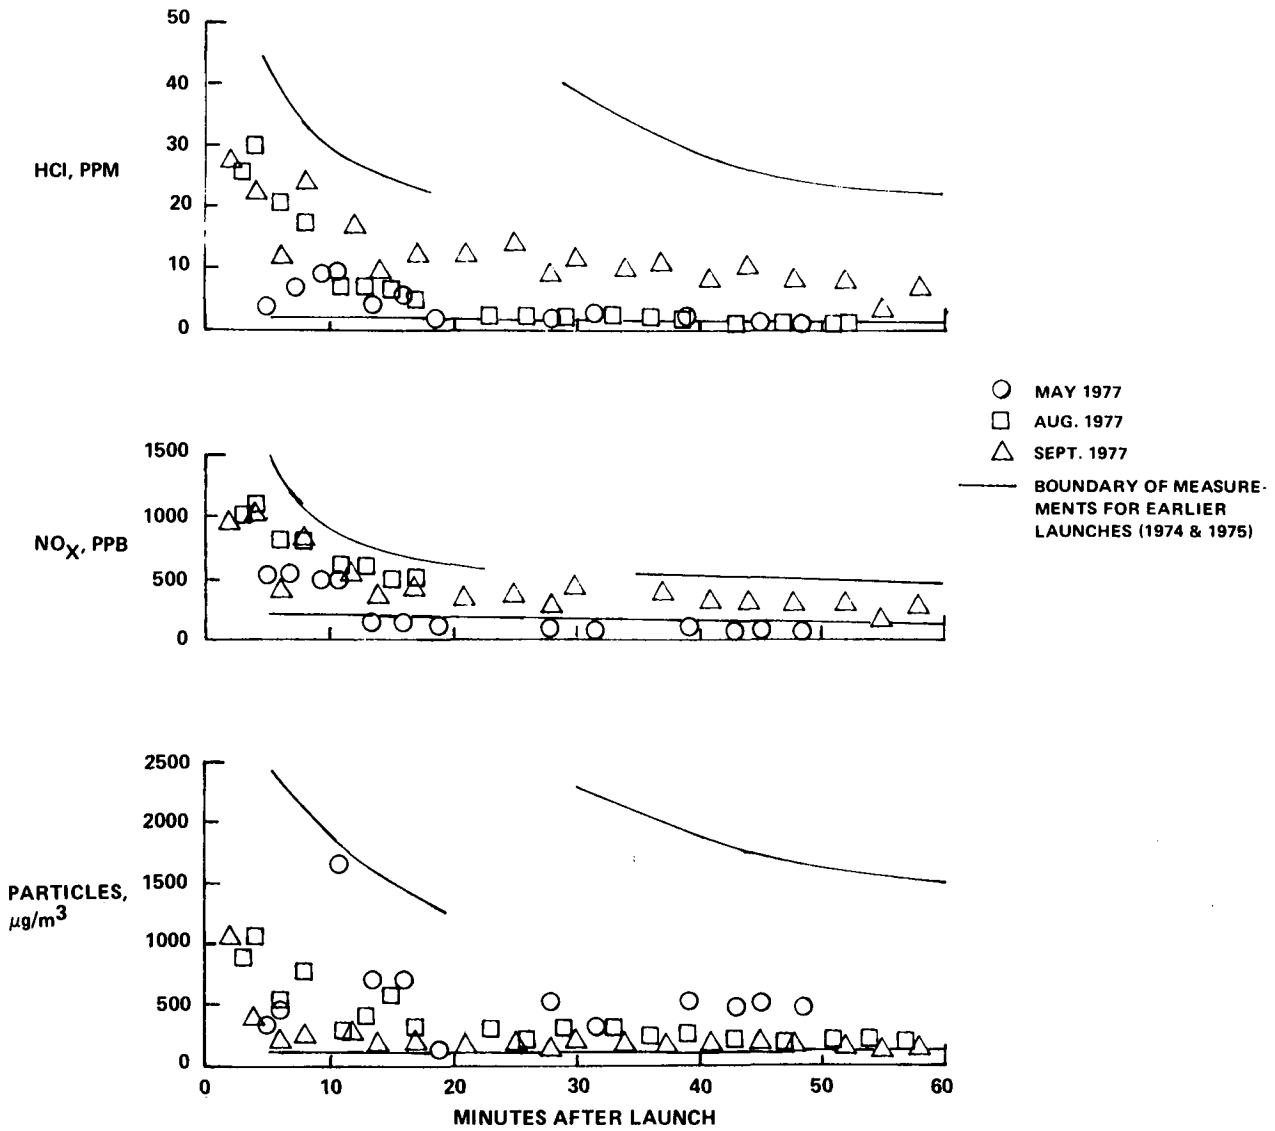 50
40
30
20
10
0
HCl, PPM
1500
1000
500
0
NOX, PPB
MAY 1977
AUG. 1977
SEPT. 1977
BOUNDARY OF MEASURE-
MENTS FOR EARLIER
LAUNCHES (1974 & 1975)
2500
2000
1500
1000
500
0
PARTICLES,
μg/m3
0 10 20 30 40 50 60
MINUTES AFTER LAUNCH